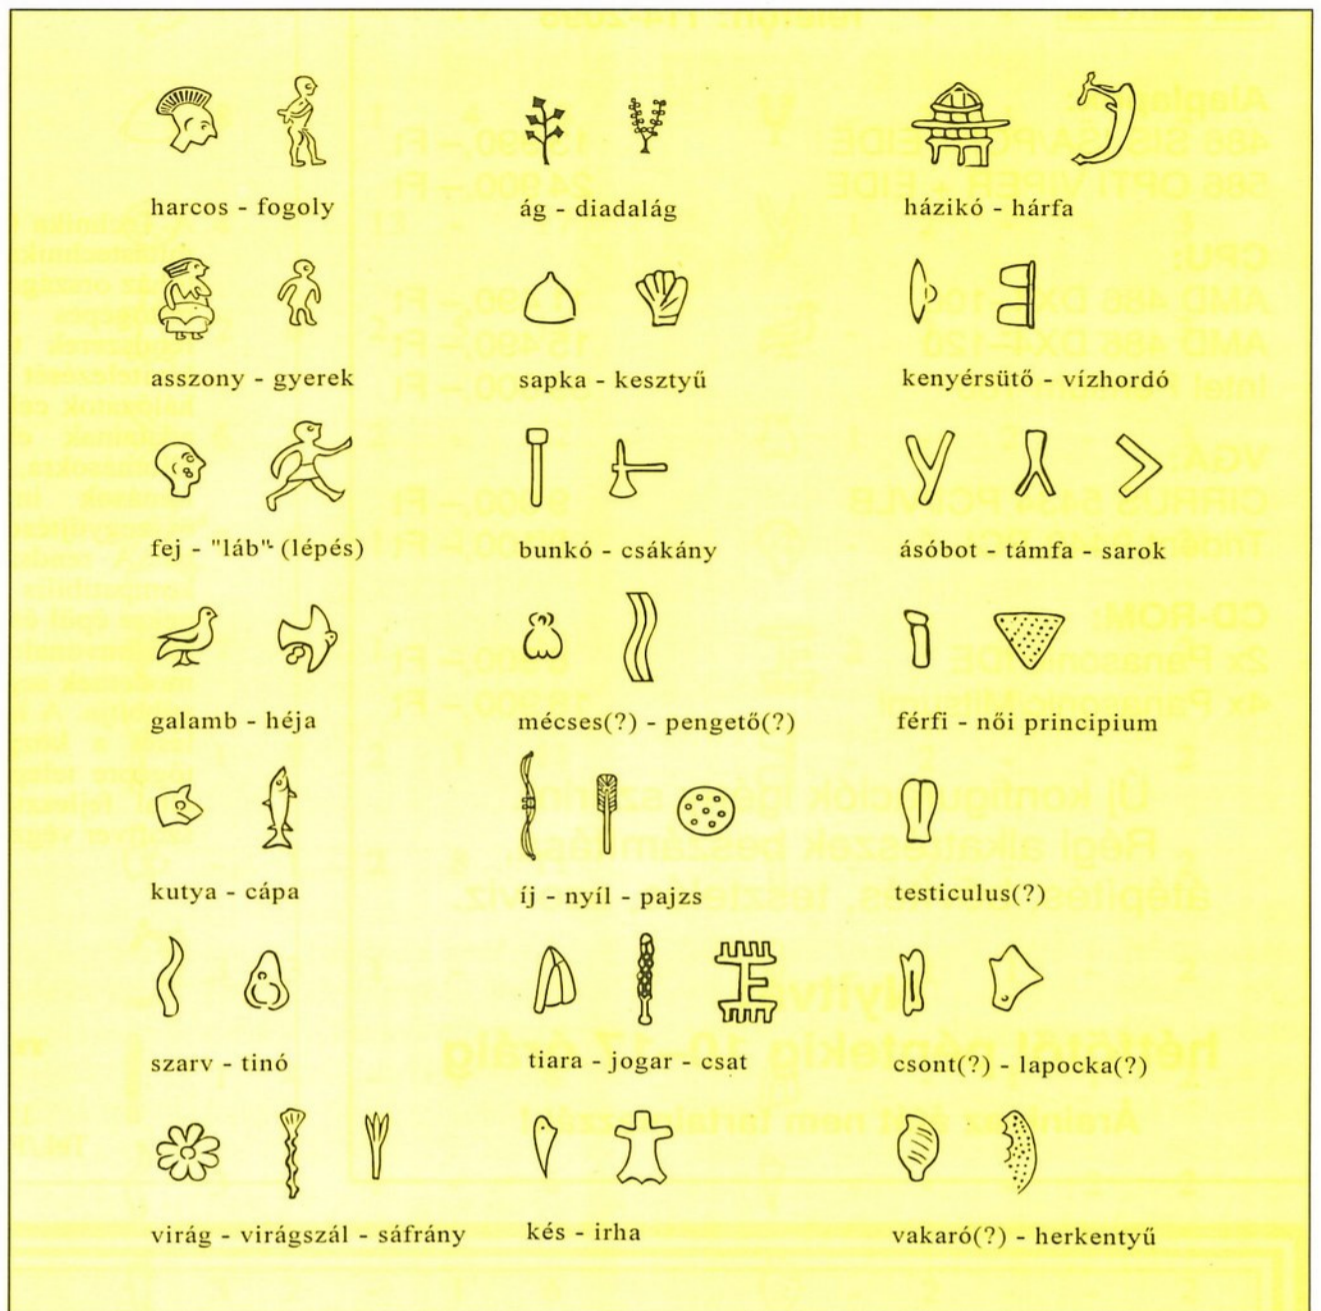 harcos - fogoly
ág - diadalág
házikó - hárfa
asszony - gyerek
sapka - kesztyű
kenyérsütő - vízhordó
fej - "láb"- (lépés)
bunkó - csákány
ásóbot - támfa - sarok
galamb - héja
mécses(?) - pengető(?)
férfi - női principium
kutya - cápa
íj - nyíl - pajzs
testiculus(?)
szarv - tinó
tiara - jogar - csat
csont(?) - lapocka(?)
virág - virágszál - sáfrány
kés - irha
vakaró(?) - herkentyű